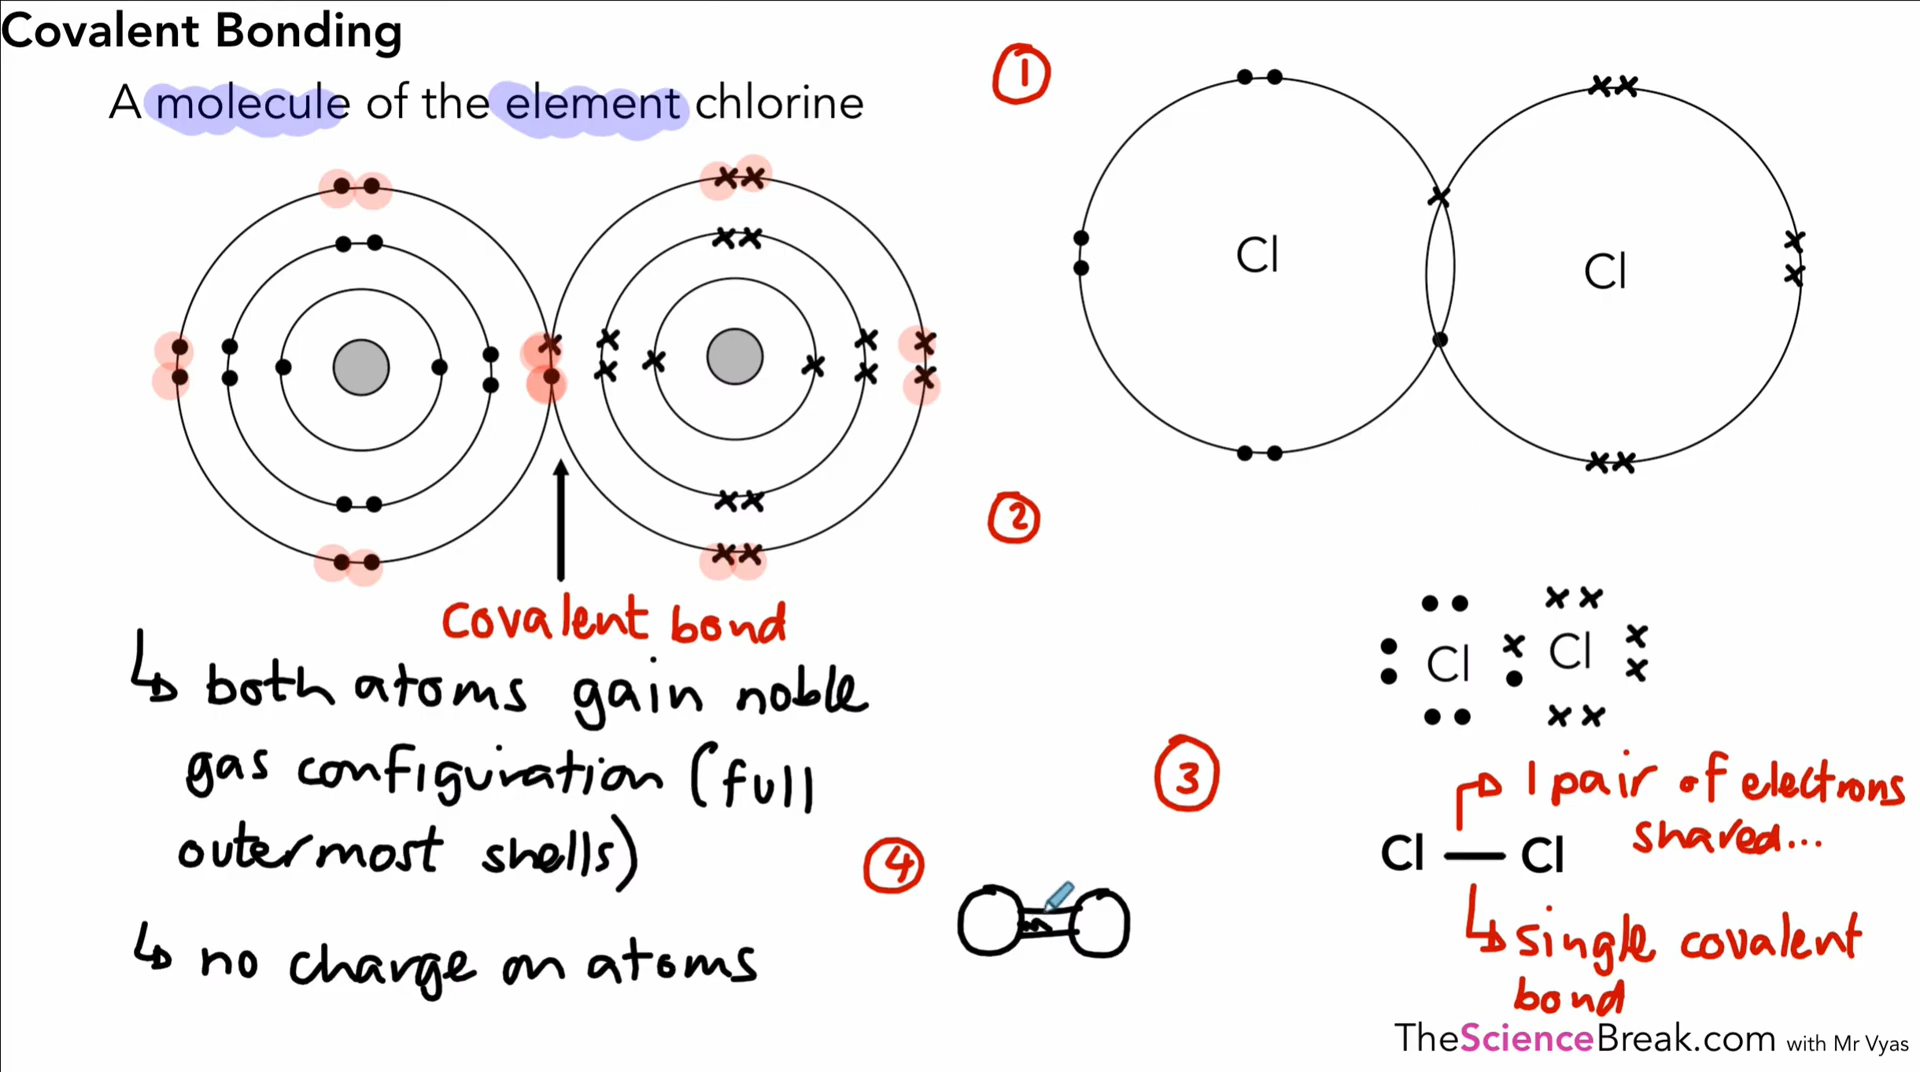 Covalent Bonding
A molecule of the element chlorine
covalent bond
both atoms gain noble
gas configuration (full
outermost shells)
no charge on atoms
1
Cl
Cl
2
Cl
Cl
3
1 pair of electrons
shared...
Cl — Cl
single covalent
bond
4
TheScienceBreak.com with Mr Vyas